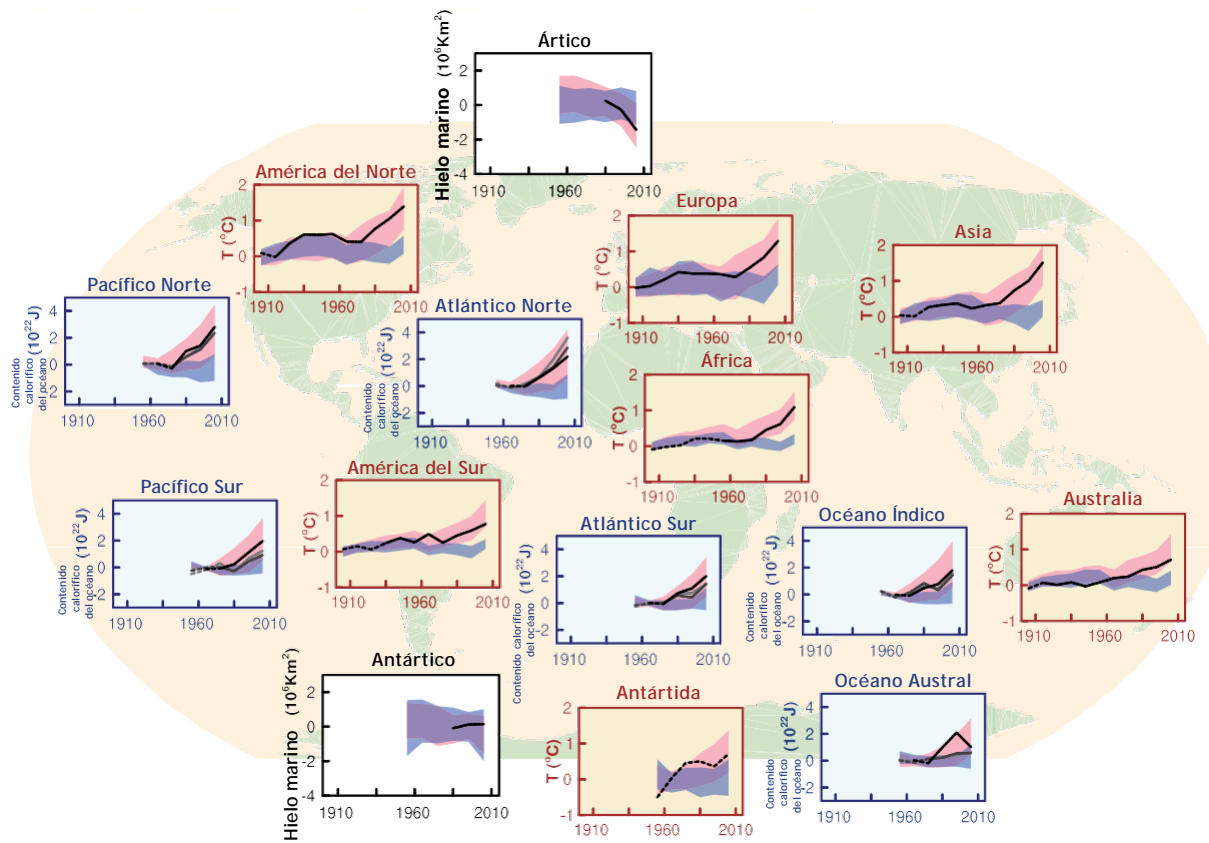 Ártico
Hielo marino (10⁶Km²)
2
0
-2
-4
1910
1960
2010
América del Norte
T (°C)
2
1
0
-1
1910
1960
2010
Europa
T (°C)
2
1
0
-1
1910
1960
2010
Asia
T (°C)
2
1
0
-1
1910
1960
2010
Pacífico Norte
Contenido
calorífico
del océano
(10²²J)
4
2
0
-2
1910
1960
2010
Atlántico Norte
Contenido
calorífico
del océano
(10²²J)
4
2
0
-2
1910
1960
2010
África
T (°C)
2
1
0
-1
1910
1960
2010
Pacífico Sur
Contenido
calorífico
del océano
(10²²J)
4
2
0
-2
1910
1960
2010
América del Sur
T (°C)
2
1
0
-1
1910
1960
2010
Atlántico Sur
Contenido calorífico
del océano
(10²²J)
4
2
0
-2
1910
1960
2010
Océano Índico
Contenido
calorífico
del océano
(10²²J)
4
2
0
-2
1910
1960
2010
Australia
T (°C)
2
1
0
-1
1910
1960
2010
Antártico
Hielo marino (10⁶Km²)
2
0
-2
-4
1910
1960
2010
Antártida
T (°C)
2
1
0
-1
1910
1960
2010
Océano Austral
Contenido
calorífico
del océano
(10²²J)
4
2
0
-2
1910
1960
2010